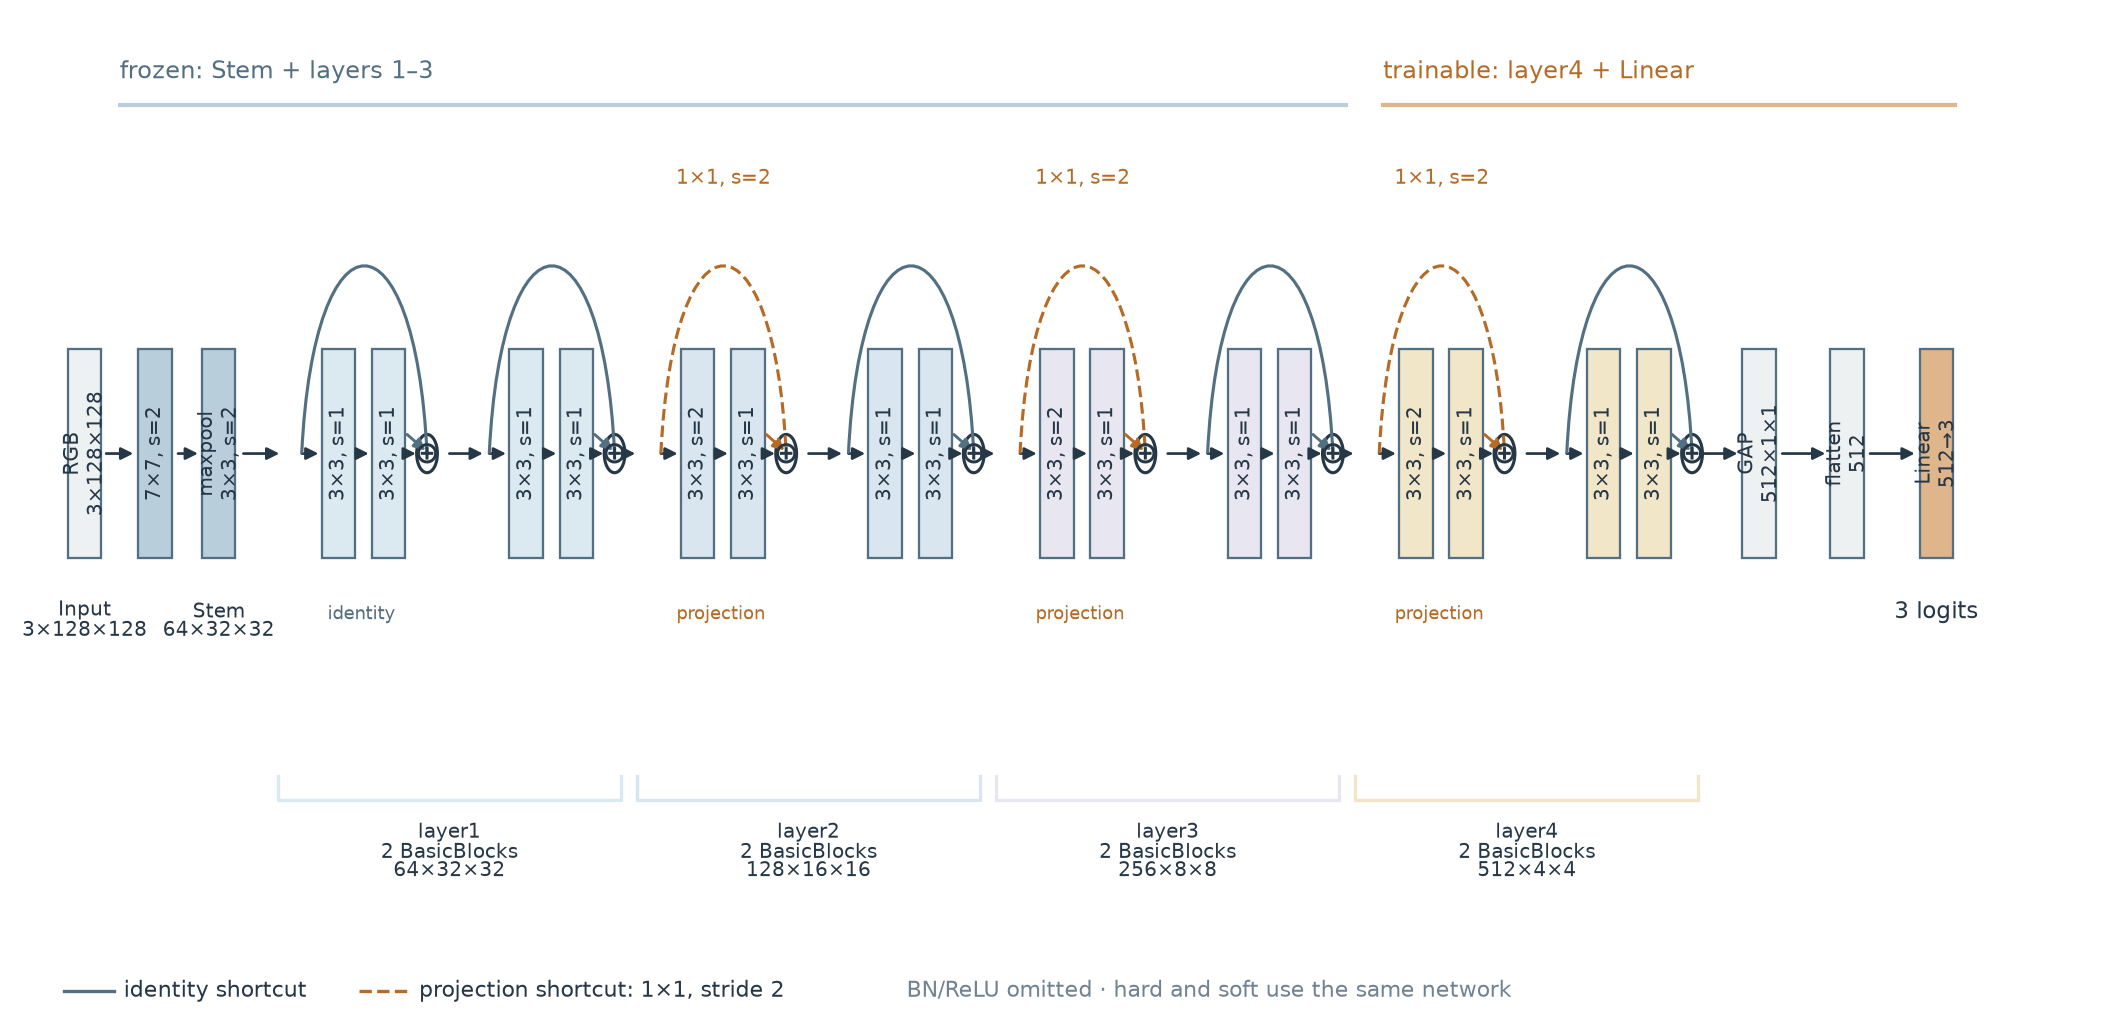 frozen: Stem + layers 1–3
trainable: layer4 + Linear
1×1, s=2
1×1, s=2
1×1, s=2
RGB
3×128×128
7×7, s=2
maxpool
3×3, s=2
3×3, s=1
3×3, s=1
3×3, s=1
3×3, s=1
3×3, s=2
3×3, s=1
3×3, s=1
3×3, s=1
3×3, s=2
3×3, s=1
3×3, s=1
3×3, s=1
3×3, s=2
3×3, s=1
3×3, s=1
3×3, s=1
GAP
512×1×1
flatten
512
Linear
512→3
Input
3×128×128
Stem
64×32×32
identity
projection
projection
projection
3 logits
layer1
2 BasicBlocks
64×32×32
layer2
2 BasicBlocks
128×16×16
layer3
2 BasicBlocks
256×8×8
layer4
2 BasicBlocks
512×4×4
identity shortcut
projection shortcut: 1×1, stride 2
BN/ReLU omitted · hard and soft use the same network